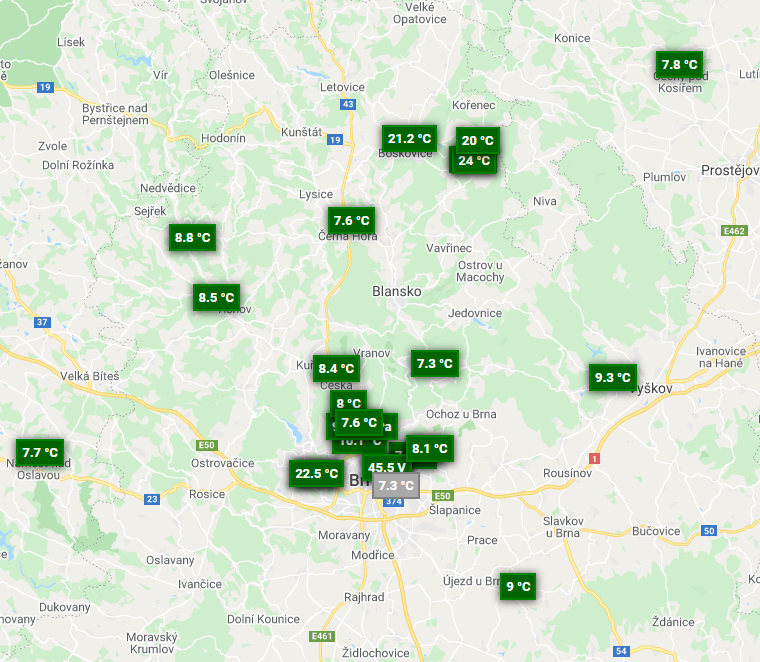 Velké
Opatovice
Lísek
Konice
7.8 °C
Kosířem
Vír
Olešnice
19
Letovice
43
Kořenec
Bystřice nad
Pernštejnem
Kunštát
19
Hodonín
21.2 °C
20 °C
Boskovice
24 °C
Zvole
Dolní Rožínka
Prostějov
Plumlov
Nedvědice
Lysice
Niva
Sejřek
7.6 °C
E462
8.8 °C
Černá Hora
Vavřinec
Ostrov u
Macochy
Blansko
8.5 °C
Jedovnice
37
Vranov
7.3 °C
8.4 °C
Ivanovice
na Hané
Velká Bíteš
9.3 °C
Vyškov
Česká
8 °C
Ochoz u Brna
7.6 °C
10.1 °C
E50
8.1 °C
7.7 °C
Ostrovačice
1
45.5 V
22.5 °C
Rousínov
Oslavou
7.3 °C
23
Rosice
E50
374
Šlapanice
Slavkov
u Brna
Bučovice
50
Moravany
Prace
Modřice
Oslavany
Ivančice
Újezd u
9 °C
Rajhrad
Dukovany
Dolní Kounice
Ždánice
Moravský
Krumlov
E461
Židlochovice
54